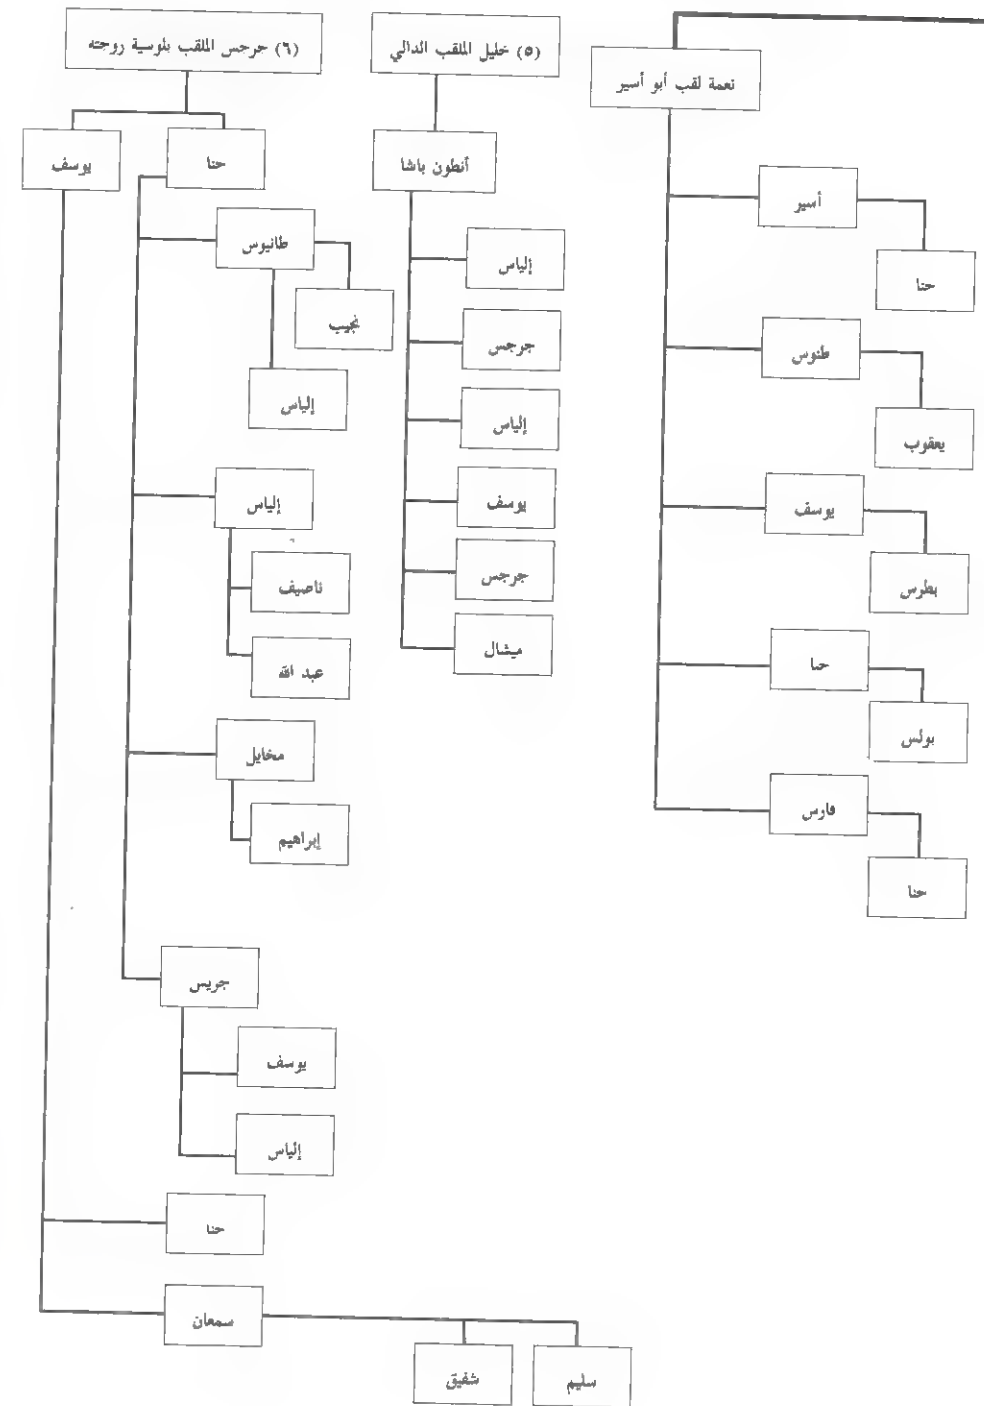 نعمة لقب أبو أسير
أسير
حنا
طنوس
يعقوب
يوسف
بطرس
حنا
بولس
فارس
حنا
(٥) خليل الملقب الدالي
أنطون باشا
إلياس
جرجس
إلياس
يوسف
جرجس
ميشال
(٦) جرجس الملقب بلوسية زوجته
حنا
يوسف
طانيوس
نجيب
إلياس
إلياس
ناصيف
عبد الله
مخايل
إبراهيم
جريس
يوسف
إلياس
حنا
سمعان
سليم
شفيق